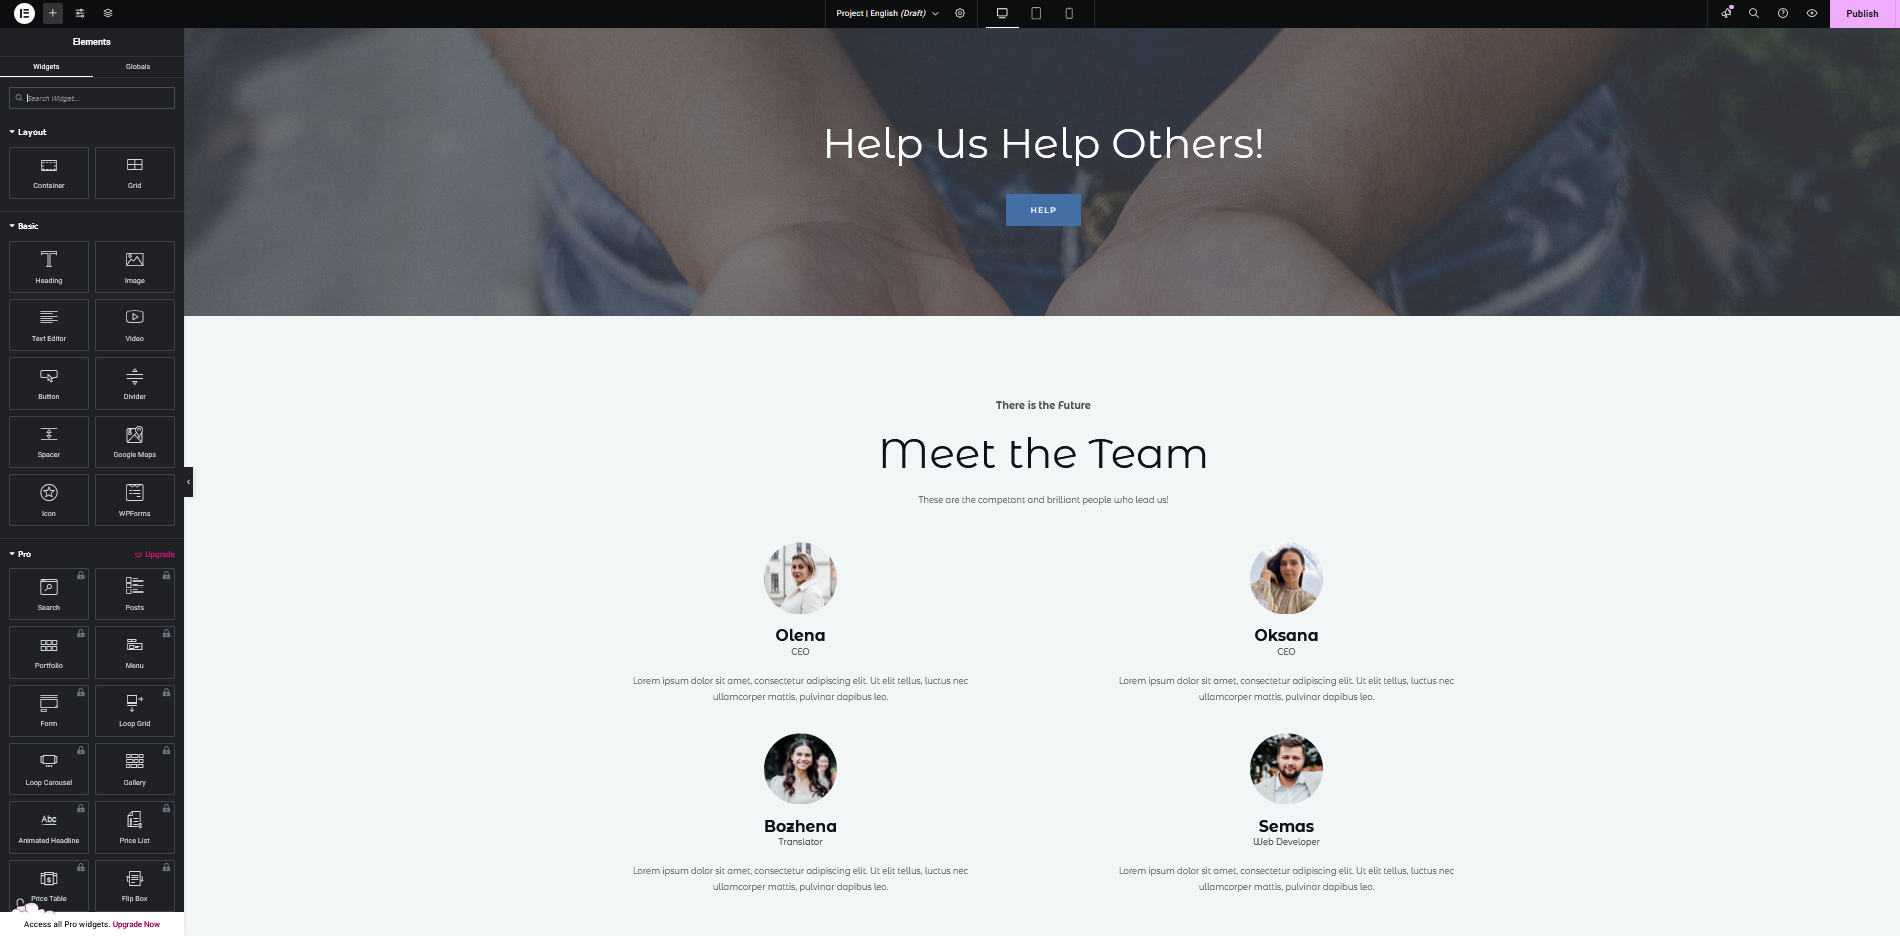 Project | English (Draft)
Publish
Elements
Widgets
Globals
Search Widget...
Layout
Container
Grid
Basic
Heading
Image
Text Editor
Video
Button
Divider
Spacer
Google Maps
Icon
WPForms
Pro
Upgrade
Search
Posts
Portfolio
Menu
Form
Loop Grid
Loop Carousel
Gallery
Abc
Animated Headline
Price List
Price Table
Flip Box
Access all Pro widgets. Upgrade Now
Help Us Help Others!
HELP
There is the Future
Meet the Team
These are the competant and brilliant people who lead us!
Olena
CEO
Lorem ipsum dolor sit amet, consectetur adipiscing elit. Ut elit tellus, luctus nec
ullamcorper mattis, pulvinar dapibus leo.
Oksana
CEO
Lorem ipsum dolor sit amet, consectetur adipiscing elit. Ut elit tellus, luctus nec
ullamcorper mattis, pulvinar dapibus leo.
Bozhena
Translator
Lorem ipsum dolor sit amet, consectetur adipiscing elit. Ut elit tellus, luctus nec
ullamcorper mattis, pulvinar dapibus leo.
Semas
Web Developer
Lorem ipsum dolor sit amet, consectetur adipiscing elit. Ut elit tellus, luctus nec
ullamcorper mattis, pulvinar dapibus leo.